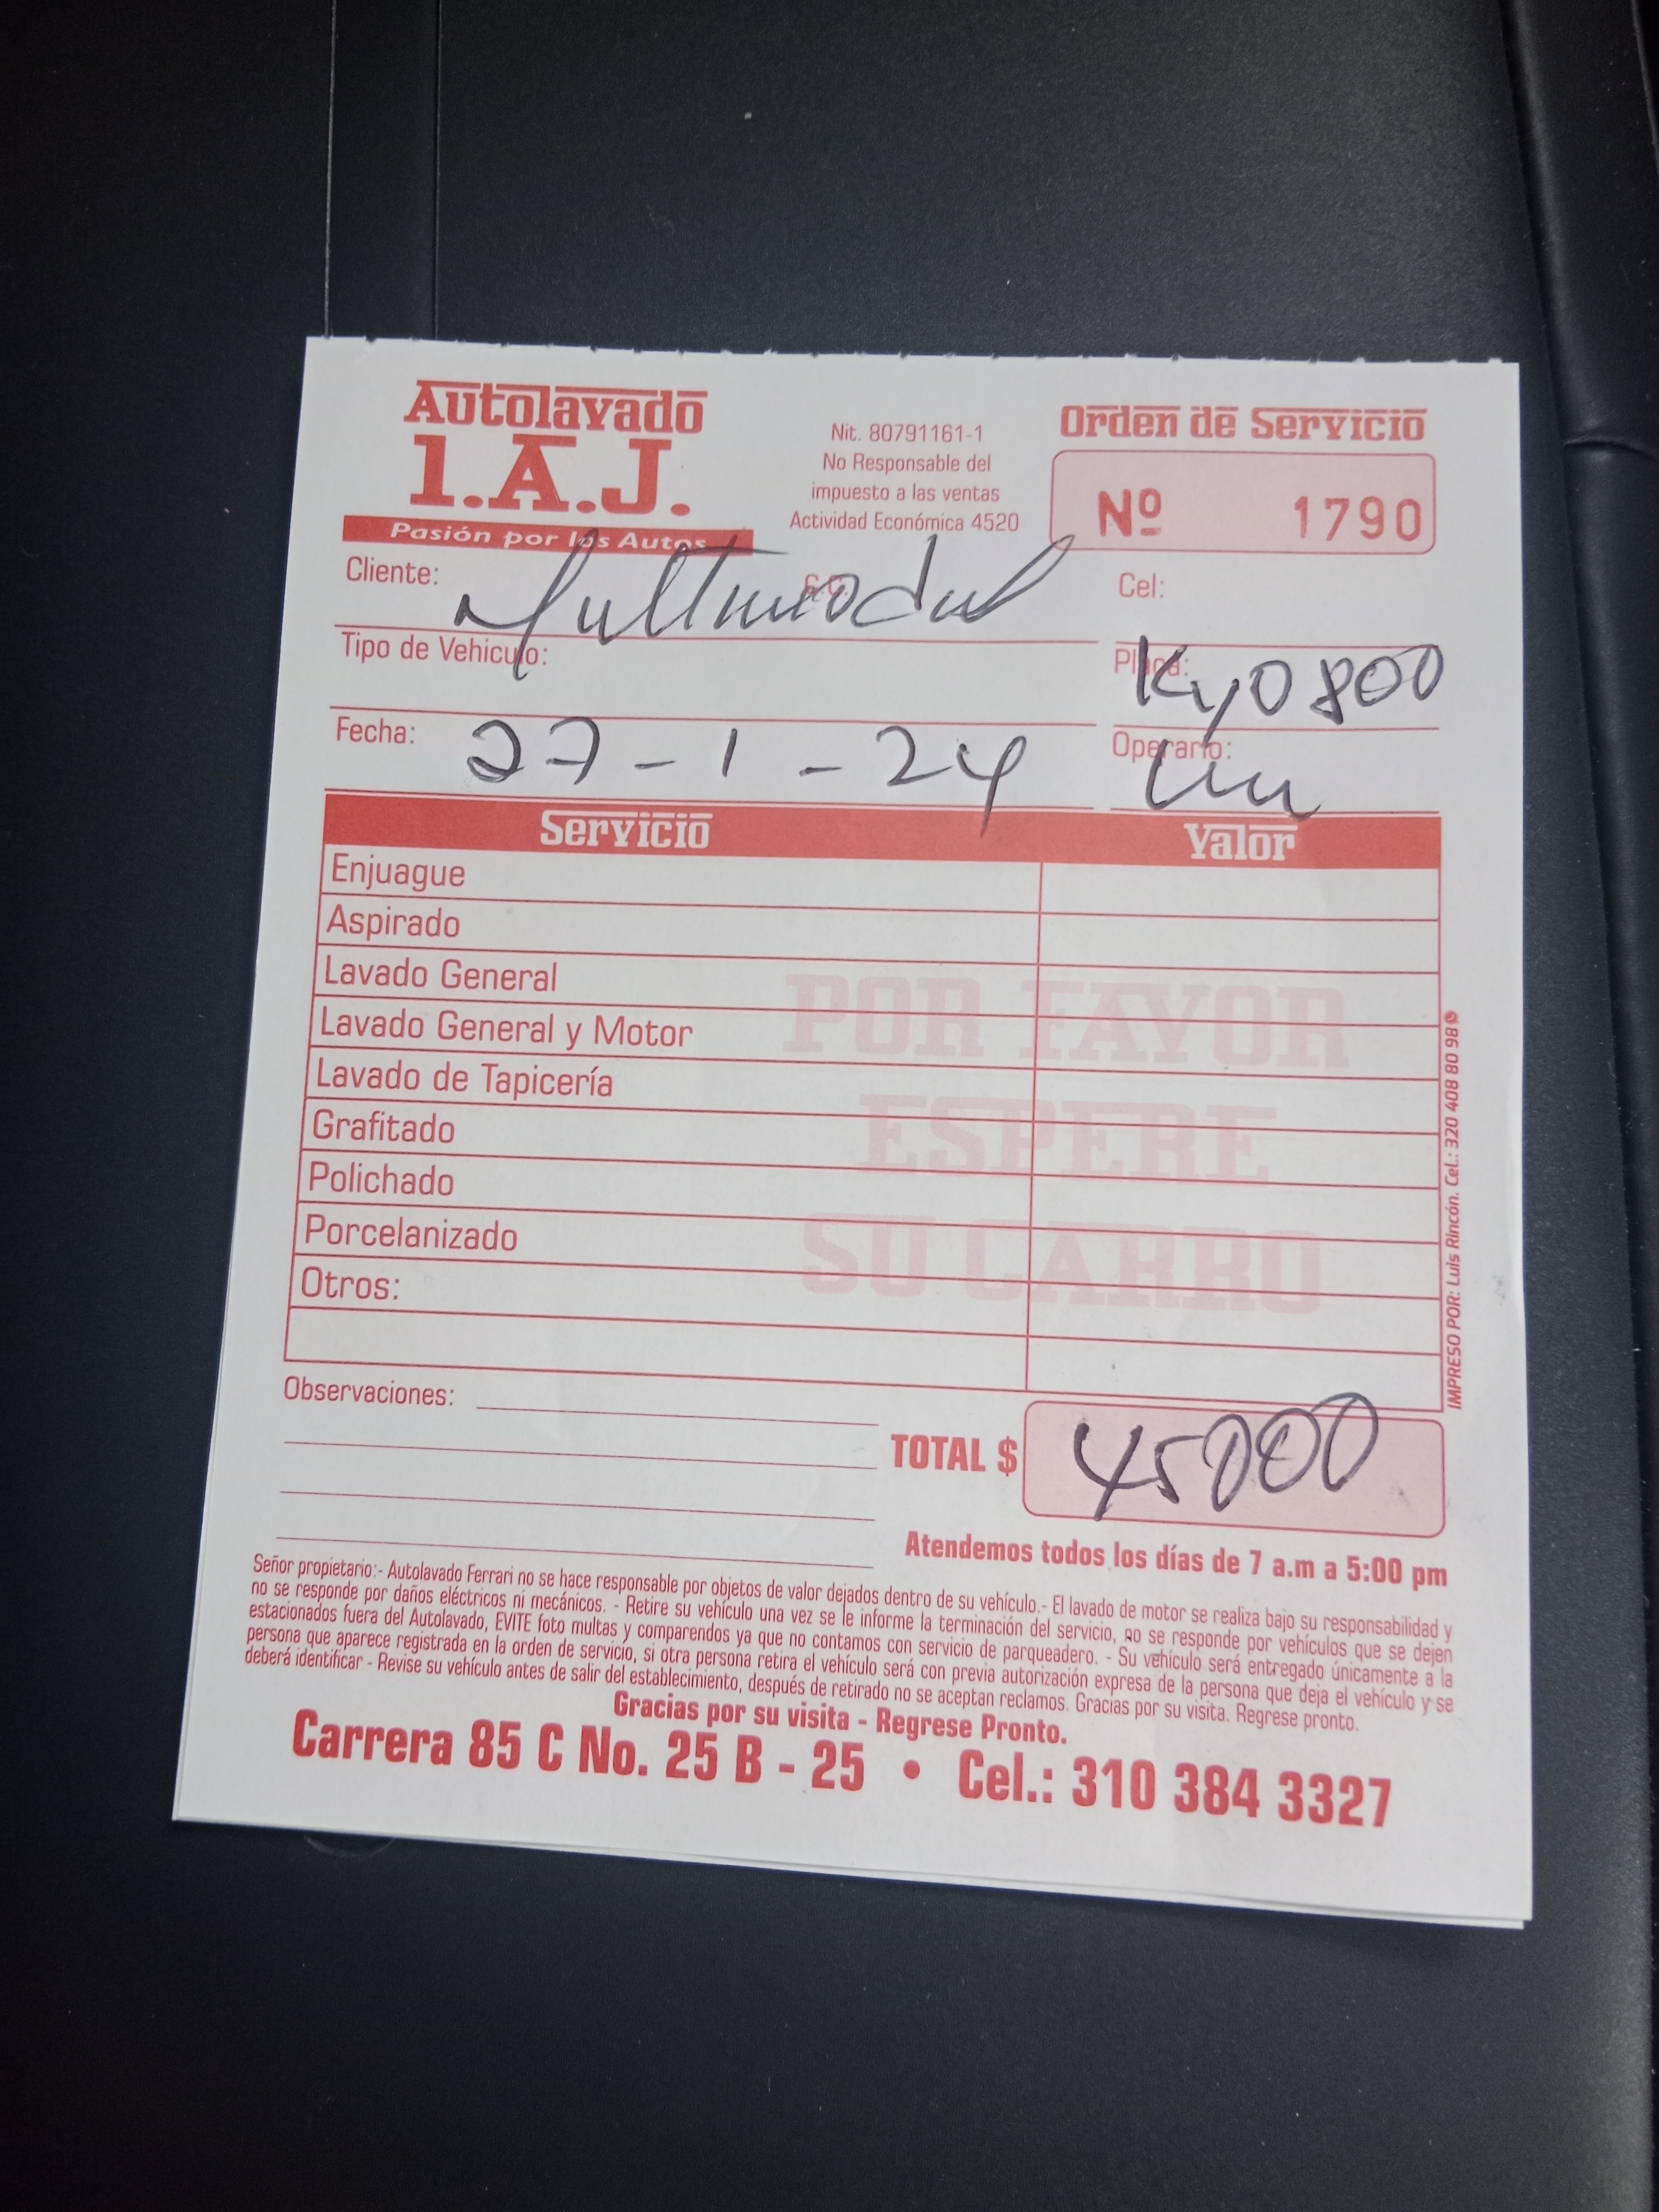 Autolavado
1.A.J.
Pasión por los Autos
Nit. 80791161-1
No Responsable del
impuesto a las ventas
Actividad Económica 4520
Orden de Servicio
Nº 1790
Cliente: Multimodal
C.C.
Cel:
Tipo de Vehiculo:
Placa: KYO800
Fecha: 27-1-24
Operario:
Servicio Valor
Enjuague
Aspirado
Lavado General
Lavado General y Motor
Lavado de Tapicería
Grafitado
Polichado
Porcelanizado
Otros:
POR FAVOR
ESPERE
SU CARRO
IMPRESO POR: Luis Rincón. Cel.: 320 408 80 98
Observaciones:
TOTAL $ 45000
Atendemos todos los días de 7 a.m a 5:00 pm
Señor propietario:- Autolavado Ferrari no se hace responsable por objetos de valor dejados dentro de su vehículo.- El lavado de motor se realiza bajo su responsabilidad y
no se responde por daños eléctricos ni mecánicos. - Retire su vehículo una vez se le informe la terminación del servicio, no se responde por vehículos que se dejen
estacionados fuera del Autolavado, EVITE foto multas y comparendos ya que no contamos con servicio de parqueadero. - Su vehículo será entregado únicamente a la
persona que aparece registrada en la orden de servicio, si otra persona retira el vehículo será con previa autorización expresa de la persona que deja el vehículo y se
deberá identificar - Revise su vehículo antes de salir del establecimiento, después de retirado no se aceptan reclamos. Gracias por su visita. Regrese pronto.
Gracias por su visita - Regrese Pronto.
Carrera 85 C No. 25 B - 25 • Cel.: 310 384 3327